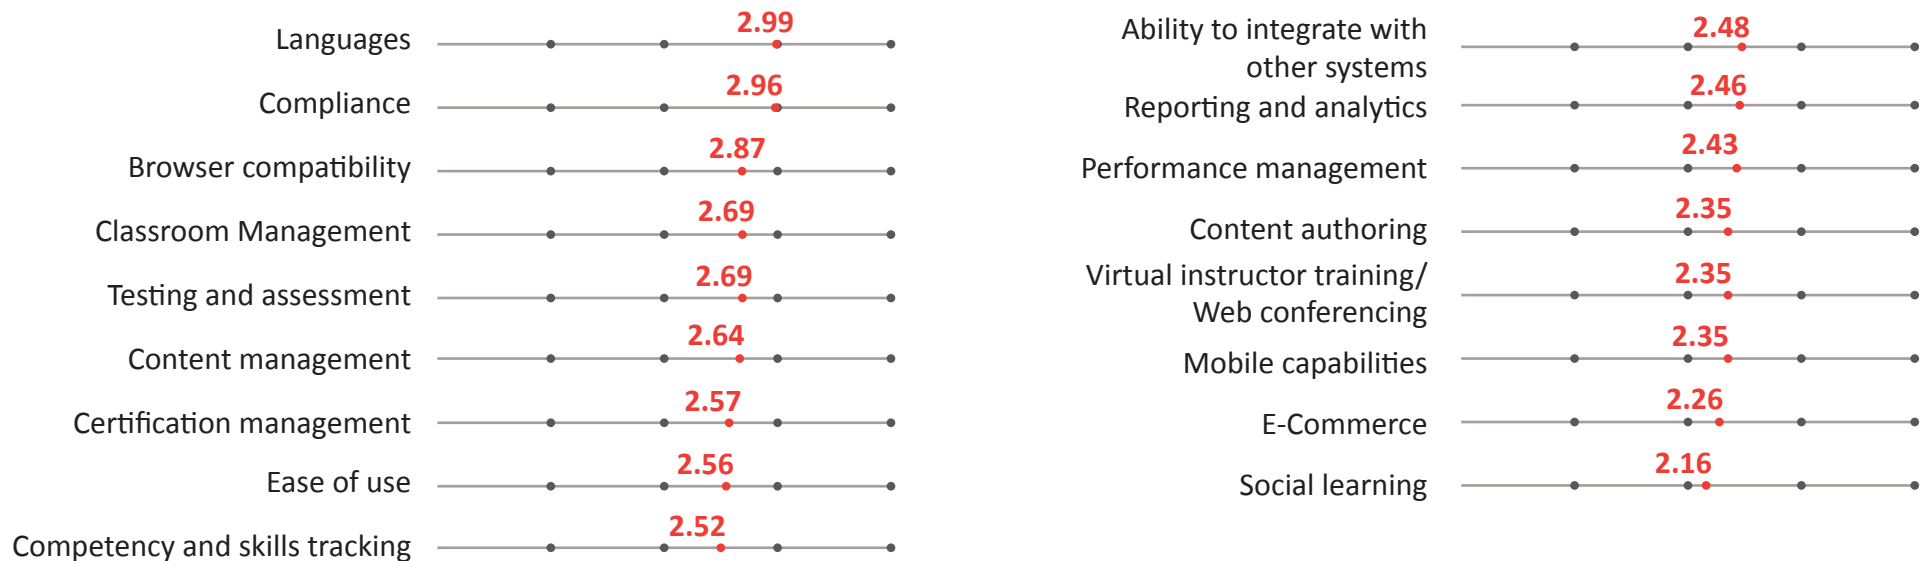 Languages
2.99
Compliance
2.96
Browser compatibility
2.87
Classroom Management
2.69
Testing and assessment
2.69
Content management
2.64
Certification management
2.57
Ease of use
2.56
Competency and skills tracking
2.52
Ability to integrate with
other systems
2.48
Reporting and analytics
2.46
Performance management
2.43
Content authoring
2.35
Virtual instructor training/
Web conferencing
2.35
Mobile capabilities
2.35
E-Commerce
2.26
Social learning
2.16